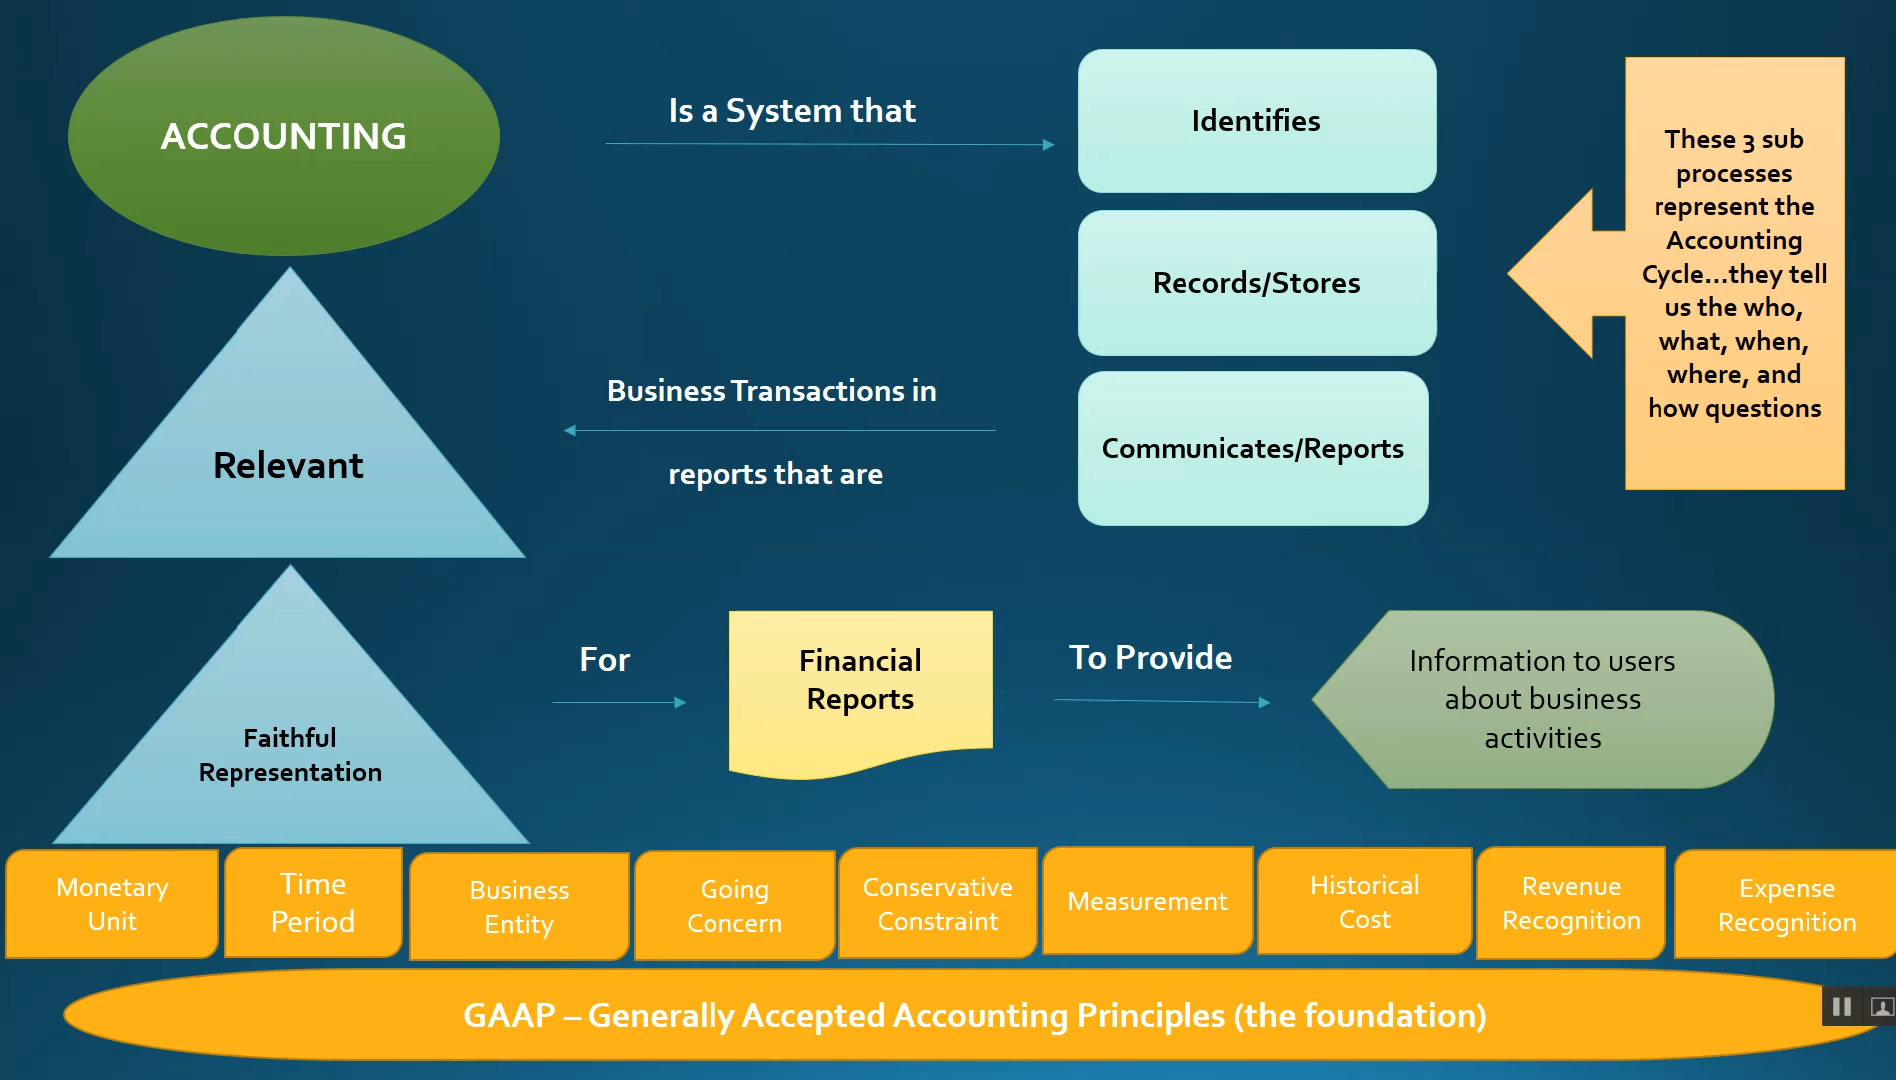 ACCOUNTING
Is a System that
Identifies
Records/Stores
Communicates/Reports
These 3 sub
processes
represent the
Accounting
Cycle...they tell
us the who,
what, when,
where, and
how questions
Business Transactions in
reports that are
Relevant
Faithful
Representation
For
Financial
Reports
To Provide
Information to users
about business
activities
Monetary
Unit
Time
Period
Business
Entity
Going
Concern
Conservative
Constraint
Measurement
Historical
Cost
Revenue
Recognition
Expense
Recognition
GAAP – Generally Accepted Accounting Principles (the foundation)